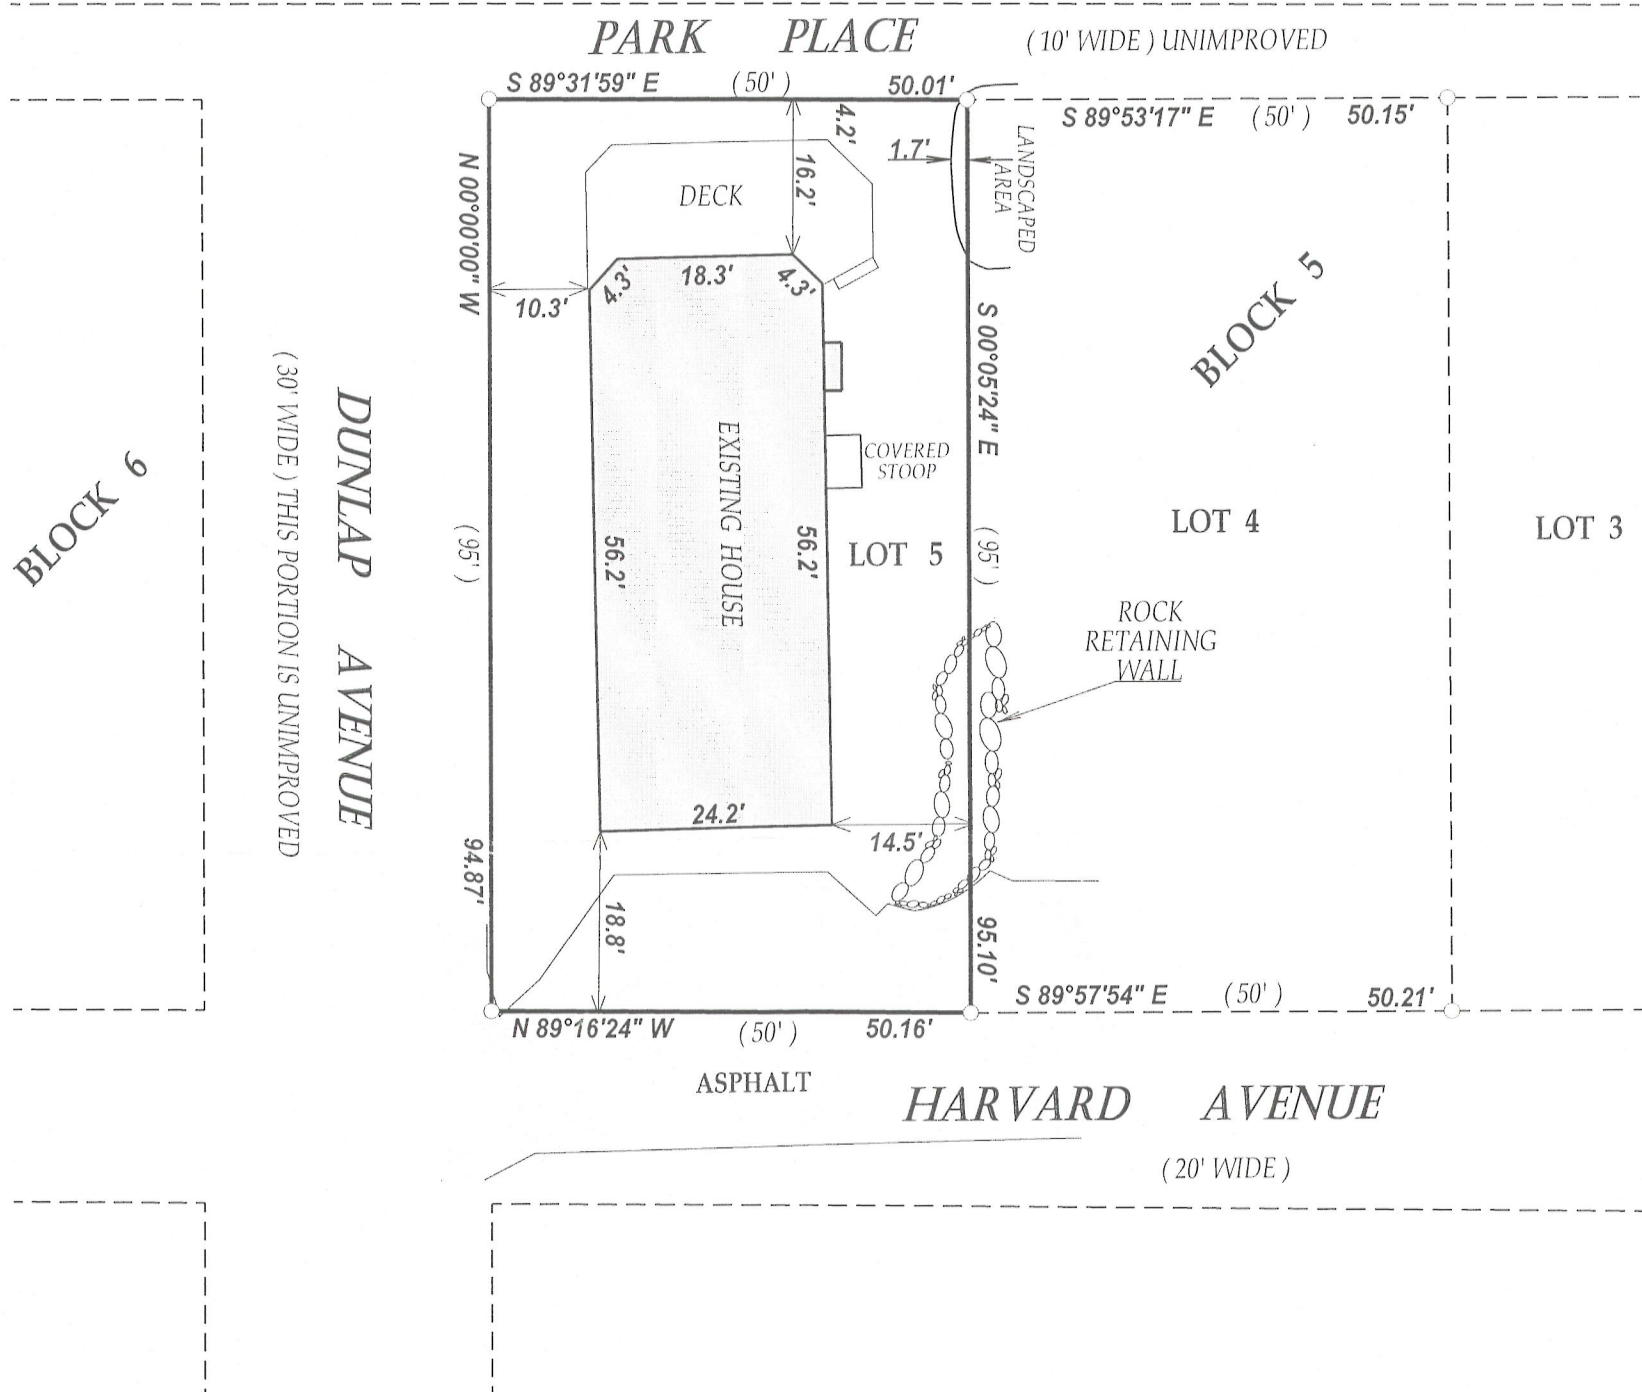 PARK PLACE
( 10' WIDE ) UNIMPROVED
S 89°31'59" E
( 50' )
50.01'
S 89°53'17" E
( 50' )
50.15'
4.2'
1.7'
LANDSCAPED
AREA
N 00°00'00" W
DECK
16.2'
10.3'
4.3'
18.3'
4.3'
S 00°05'24" E
BLOCK 5
BLOCK 6
DUNLAP AVENUE
( 30' WIDE ) THIS PORTION IS UNIMPROVED
EXISTING HOUSE
COVERED
STOOP
( 95' )
56.2'
56.2'
LOT 5
( 95' )
LOT 4
LOT 3
ROCK
RETAINING
WALL
94.87'
24.2'
14.5'
18.8'
95.10'
S 89°57'54" E
( 50' )
50.21'
N 89°16'24" W
( 50' )
50.16'
ASPHALT
HARVARD AVENUE
( 20' WIDE )